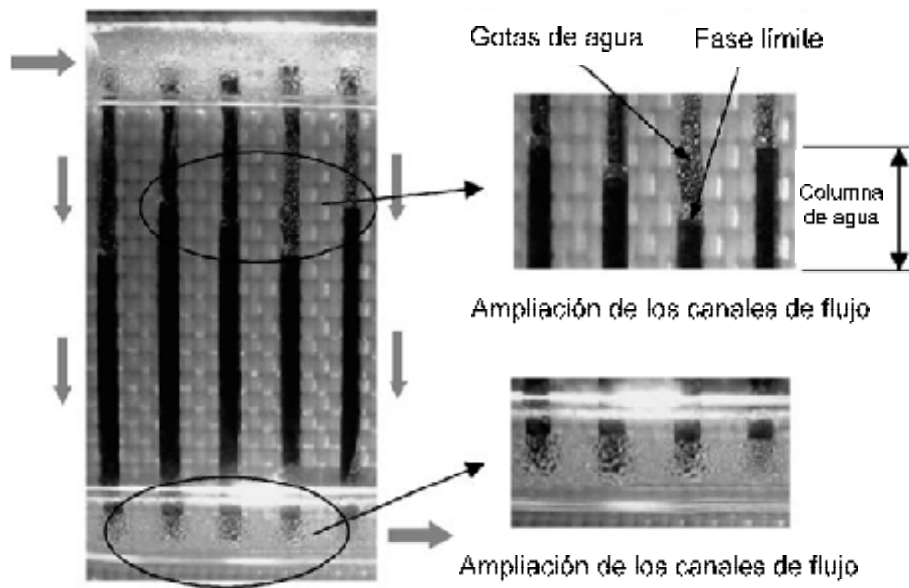 Gotas de agua
Fase límite
Columna
de agua
Ampliación de los canales de flujo
Ampliación de los canales de flujo